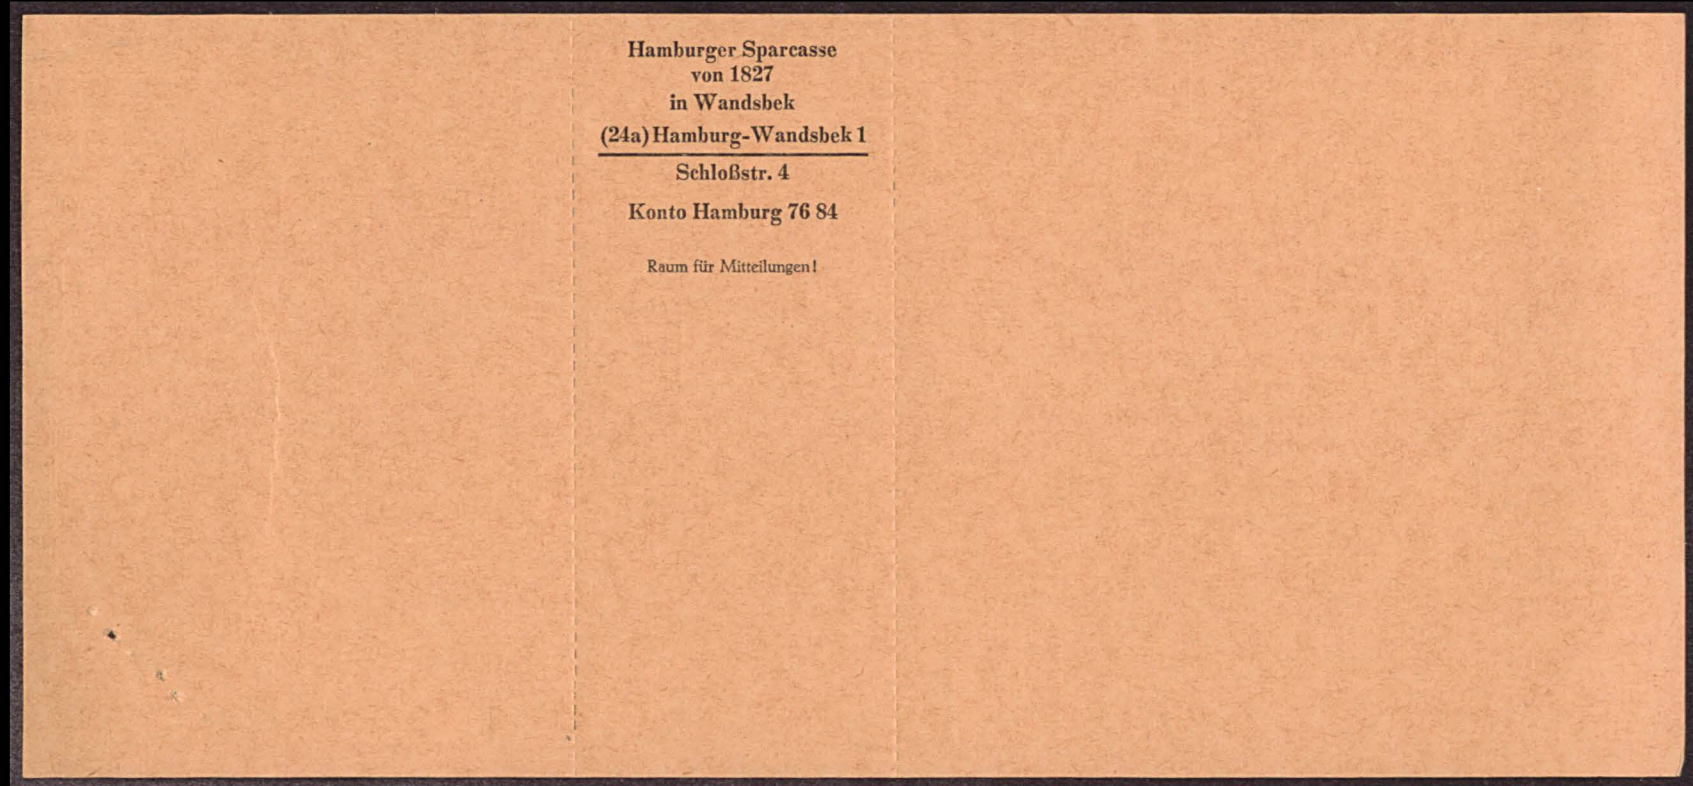 Hamburger Sparcasse
von 1827
in Wandsbek
(24a) Hamburg-Wandsbek 1
Schloßstr. 4
Konto Hamburg 76 84
Raum für Mitteilungen!